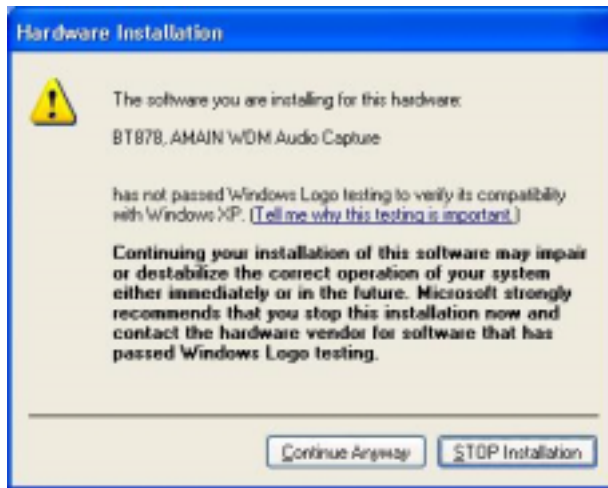 Hardware Installation
The software you are installing for this hardware:
BT878, AMAIN WDM Audio Capture
has not passed Windows Logo testing to verify its compatibility
with Windows XP. (Tell me why this testing is important.)
Continuing your installation of this software may impair
or destabilize the correct operation of your system
either immediately or in the future. Microsoft strongly
recommends that you stop this installation now and
contact the hardware vendor for software that has
passed Windows Logo testing.
Continue Anyway
STOP Installation